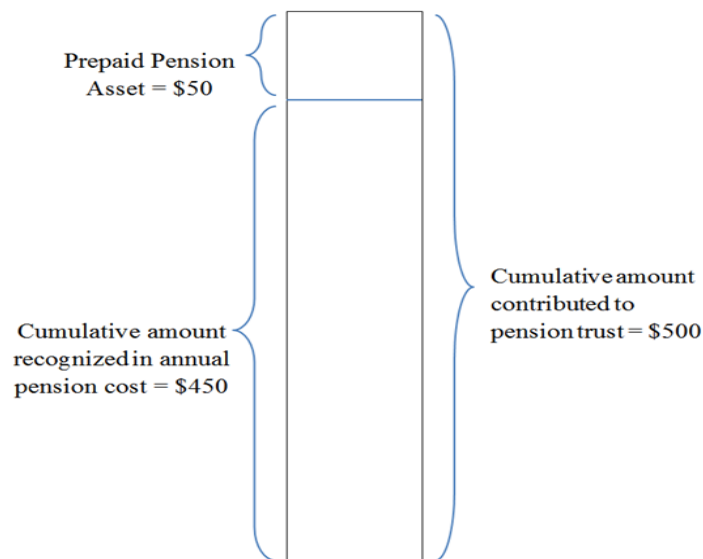 Prepaid Pension
Asset = $50
Cumulative amount
recognized in annual
pension cost = $450
Cumulative amount
contributed to
pension trust = $500